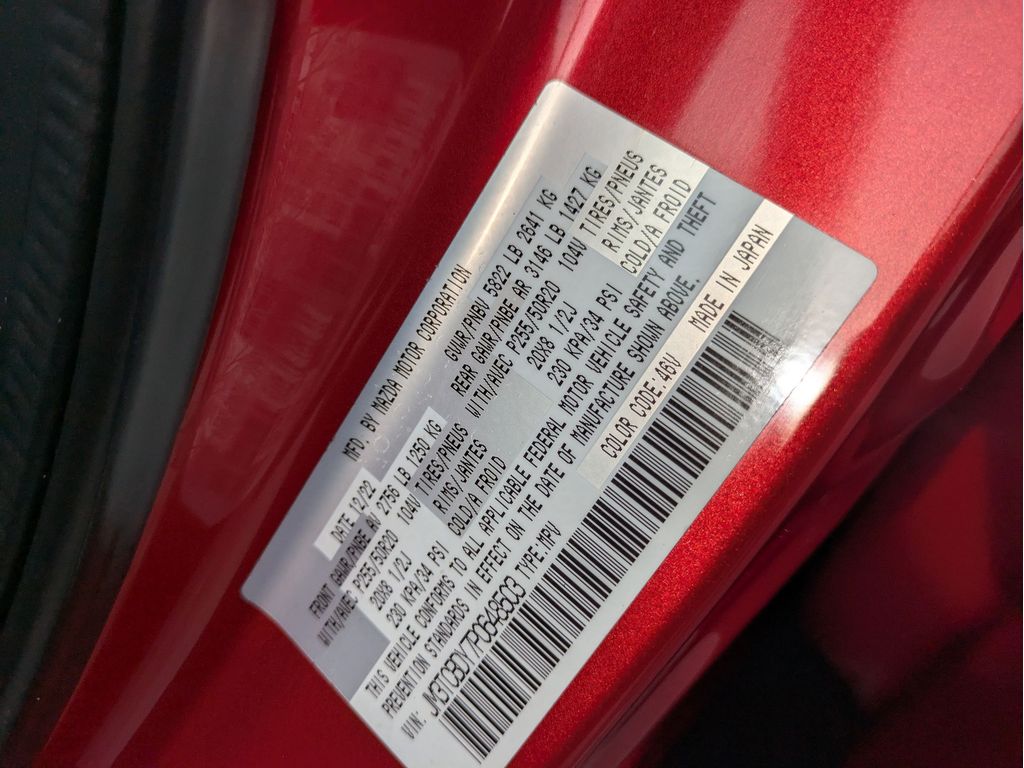 MFD. BY MAZDA MOTOR CORPORATION
DATE 12/22 GVWR/PNBV 5822 LB 2641 KG
FRONT GAWR/PNBE AV 2756 LB 1250 KG REAR GAWR/PNBE AR 3146 LB 1427 KG
WITH/AVEC P255/50R20 104V TIRES/PNEUS WITH/AVEC P255/50R20 104V TIRES/PNEUS
20X8 1/2J RIMS/JANTES 20X8 1/2J RIMS/JANTES
230 KPA/34 PSI COLD/A FROID 230 KPA/34 PSI COLD/A FROID
THIS VEHICLE CONFORMS TO ALL APPLICABLE FEDERAL MOTOR VEHICLE SAFETY AND THEFT
PREVENTION STANDARDS IN EFFECT ON THE DATE OF MANUFACTURE SHOWN ABOVE.
VIN: JM3TCBDY7P0648503 TYPE:MPV COLOR CODE:46V MADE IN JAPAN